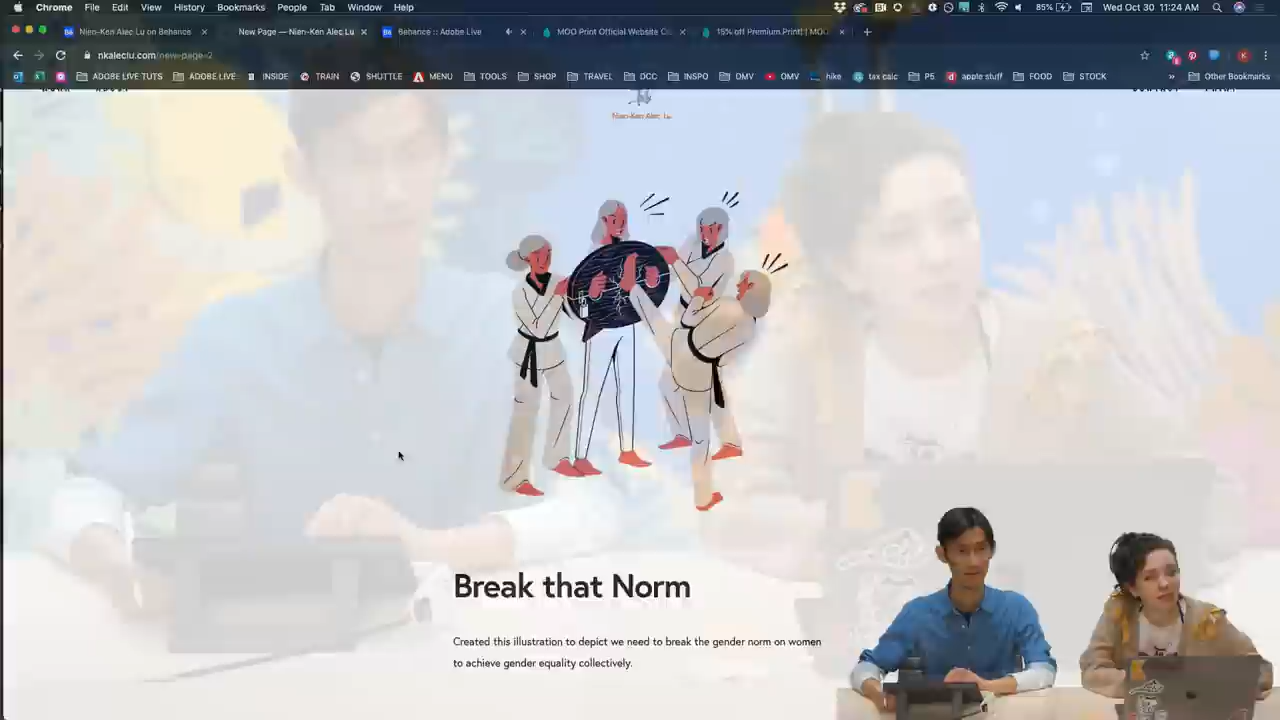 Chrome File Edit View History Bookmarks People Tab Window Help 85% Wed Oct 30 11:24 AM
Nien-Ken Alec Lu on Behance × New Page — Nien-Ken Alec Lu × Behance :: Adobe Live × MOO Print Official Website × 15% off Premium Print! | MOO ×
nkaleclu.com/new-page-2
ADOBE LIVE TUTS ADOBE LIVE INSIDE TRAIN SHUTTLE MENU TOOLS SHOP TRAVEL DCC INSPO OMV OMV hike tax calc P5 apple stuff FOOD STOCK » Other Bookmarks
Nien-Ken Alec Lu
Break that Norm
Created this illustration to depict we need to break the gender norm on women
to achieve gender equality collectively.